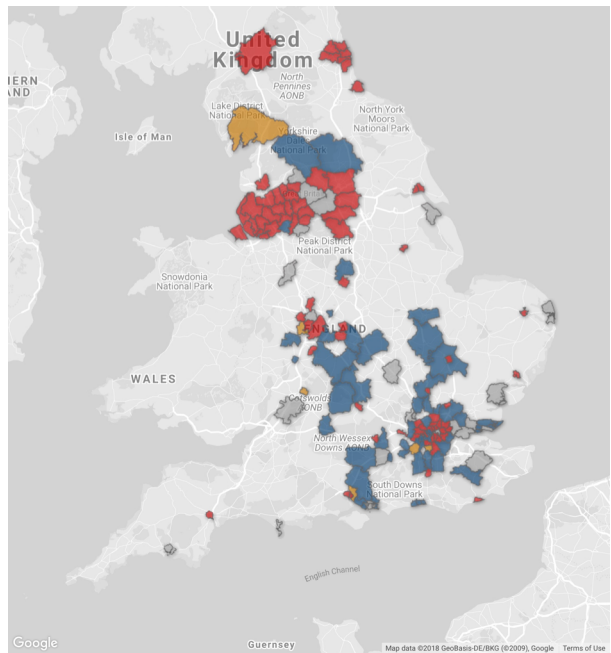 United
Kingdom
North
Pennines
AONB
Lake District
National Park
North York
Moors
National Park
ERN
AND
Isle of Man
Yorkshire
Dales
National Park
Peak District
National Park
Snowdonia
National Park
ENGLAND
WALES
Cotswolds
AONB
North Wessex
Downs AONB
South Downs
National Park
English Channel
Guernsey
Google
Map data ©2018 GeoBasis-DE/BKG (©2009), Google Terms of Use